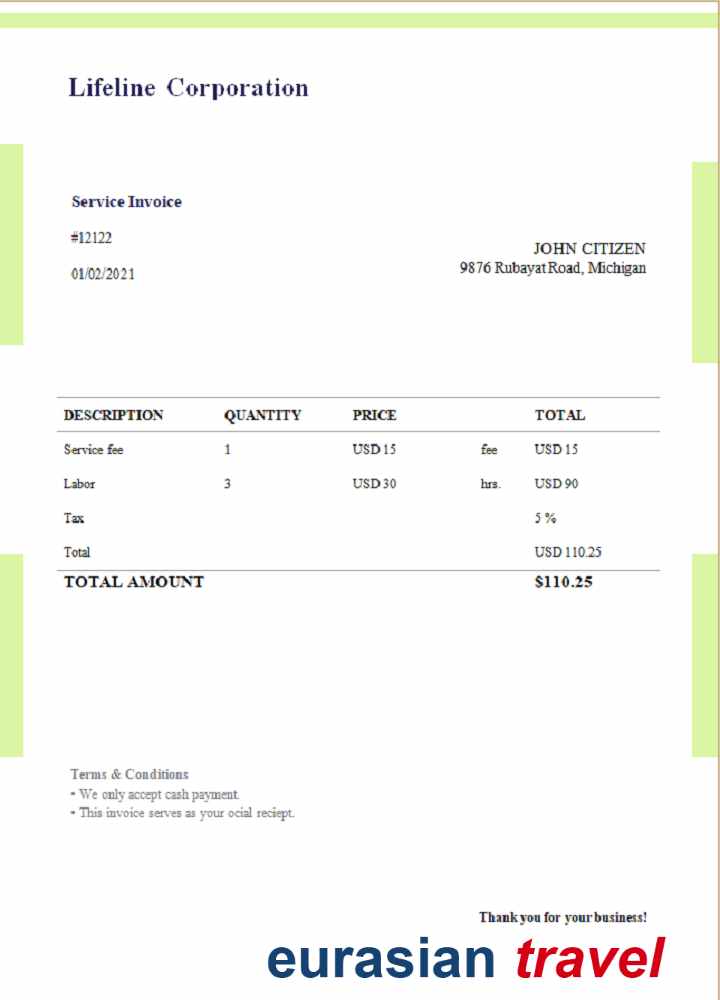 Lifeline Corporation
Service Invoice
#12122
01/02/2021
JOHN CITIZEN
9876 Rubayat Road, Michigan
DESCRIPTION QUANTITY PRICE TOTAL
Service fee 1 USD 15 fee USD 15
Labor 3 USD 30 hrs. USD 90
Tax 5 %
Total USD 110.25
TOTAL AMOUNT $110.25
Terms & Conditions
• We only accept cash payment.
• This invoice serves as your ocial reciept.
Thank you for your business!
eurasian travel